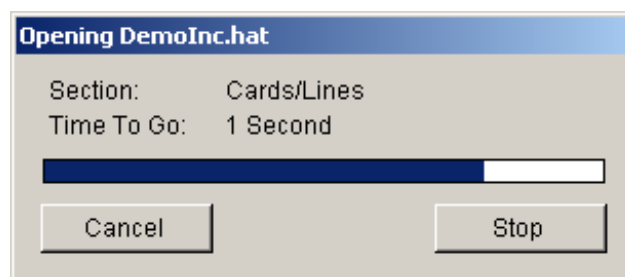 Opening DemoInc.hat
Section: Cards/Lines
Time To Go: 1 Second
Cancel Stop